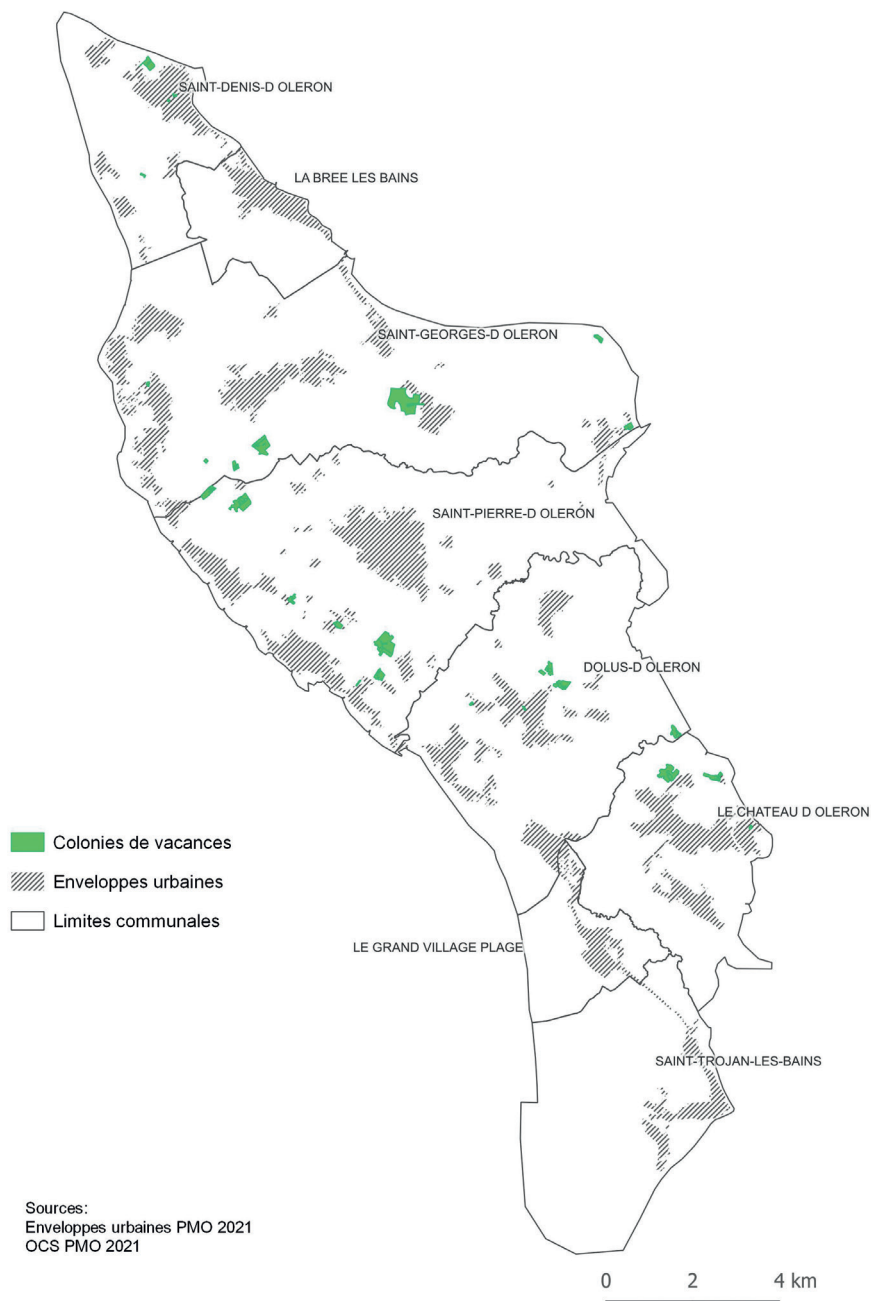 SAINT-DENIS-D OLERON
LA BREE LES BAINS
SAINT-GEORGES-D OLERON
SAINT-PIERRE-D OLERON
DOLUS-D OLERON
LE CHATEAU D OLERON
LE GRAND VILLAGE PLAGE
SAINT-TROJAN-LES-BAINS
Colonies de vacances
Enveloppes urbaines
Limites communales
Sources:
Enveloppes urbaines PMO 2021
OCS PMO 2021
0 2 4 km